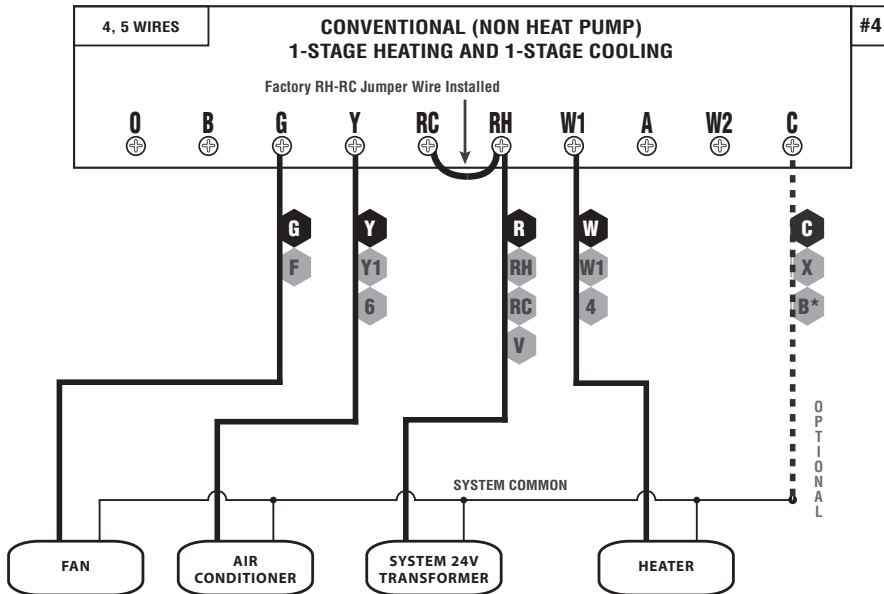 4, 5 WIRES
CONVENTIONAL (NON HEAT PUMP)
1-STAGE HEATING AND 1-STAGE COOLING
#4
Factory RH-RC Jumper Wire Installed
O B G Y RC RH W1 A W2 C
G Y R W C
F Y1 RH W1 X
6 RC 4 B*
V
OPTIONAL
SYSTEM COMMON
FAN
AIR
CONDITIONER
SYSTEM 24V
TRANSFORMER
HEATER